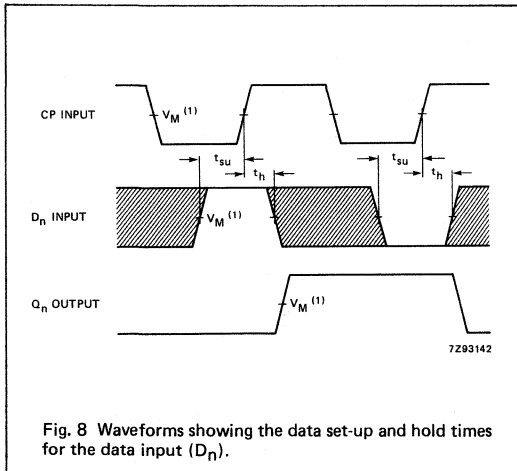 CP INPUT
V_M (1)
t_su
t_h
t_su
t_h
D_n INPUT
V_M (1)
Q_n OUTPUT
V_M (1)
7Z93142
Fig. 8 Waveforms showing the data set-up and hold times
for the data input (D_n).